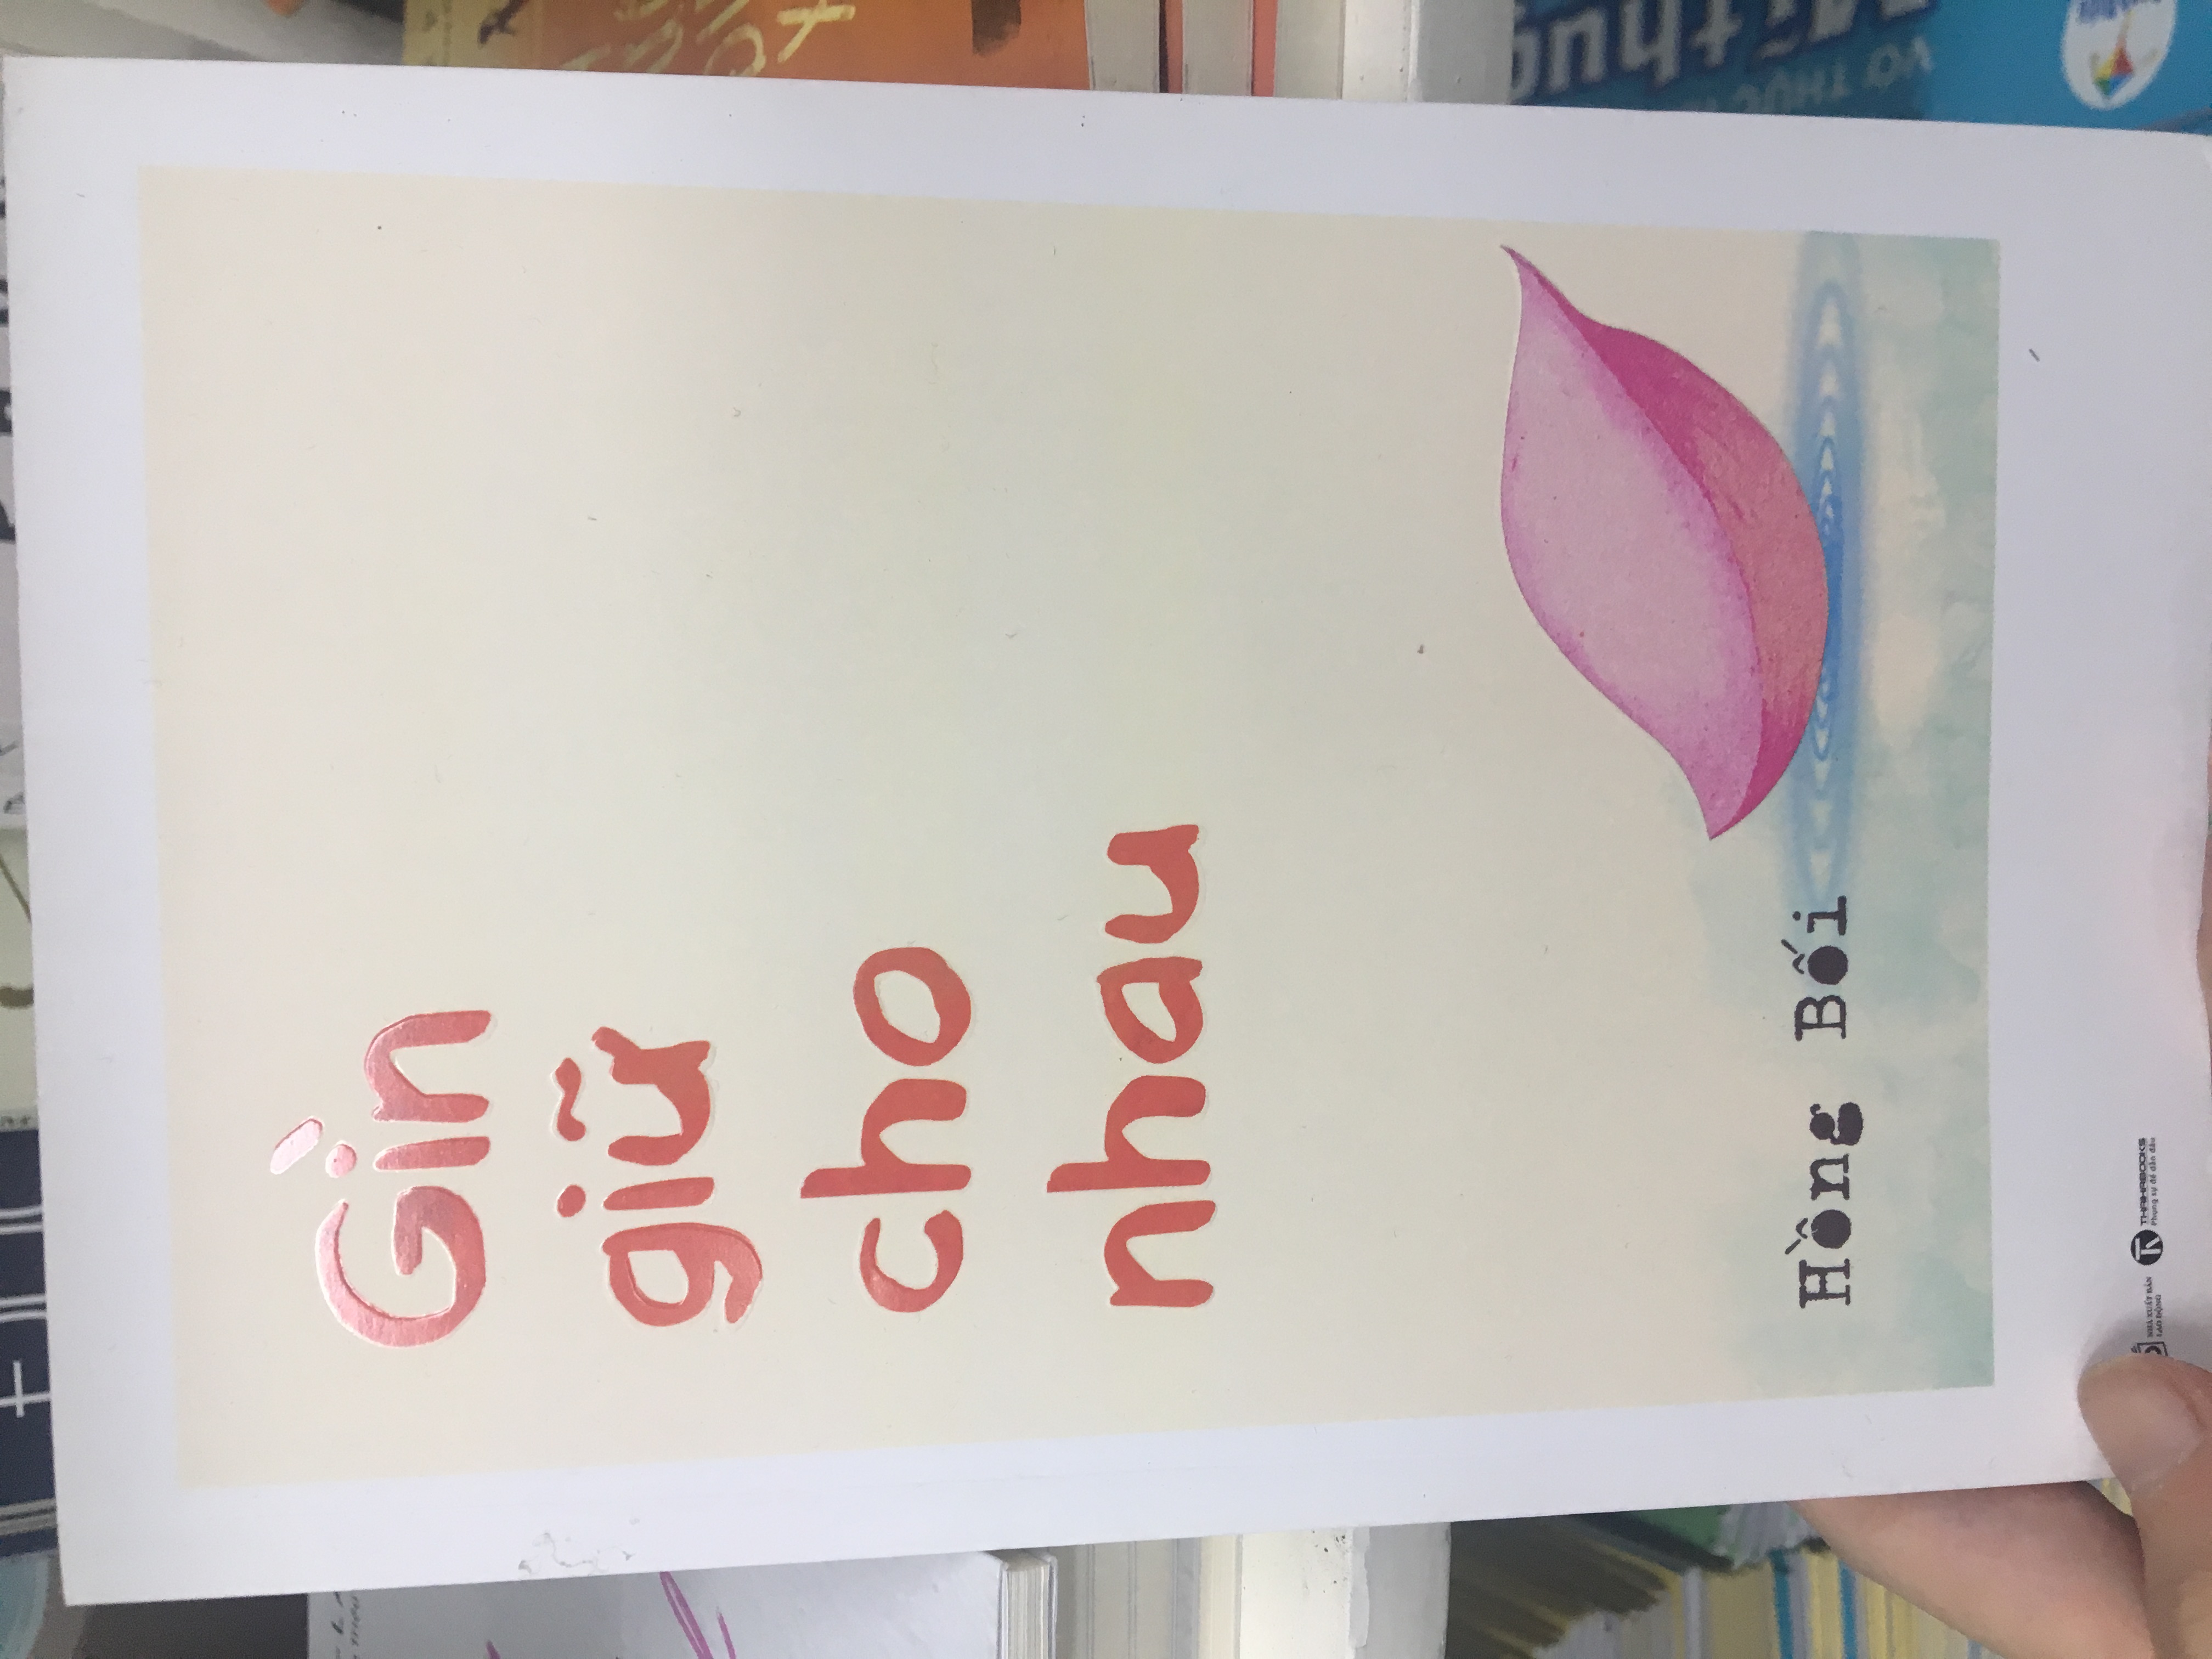 Gìn
giữ
cho
nhau
Hồng Bối
NHÀ XUẤT BẢN
LAO ĐỘNG
THAIHABOOKS
Phụng sự để dẫn đầu